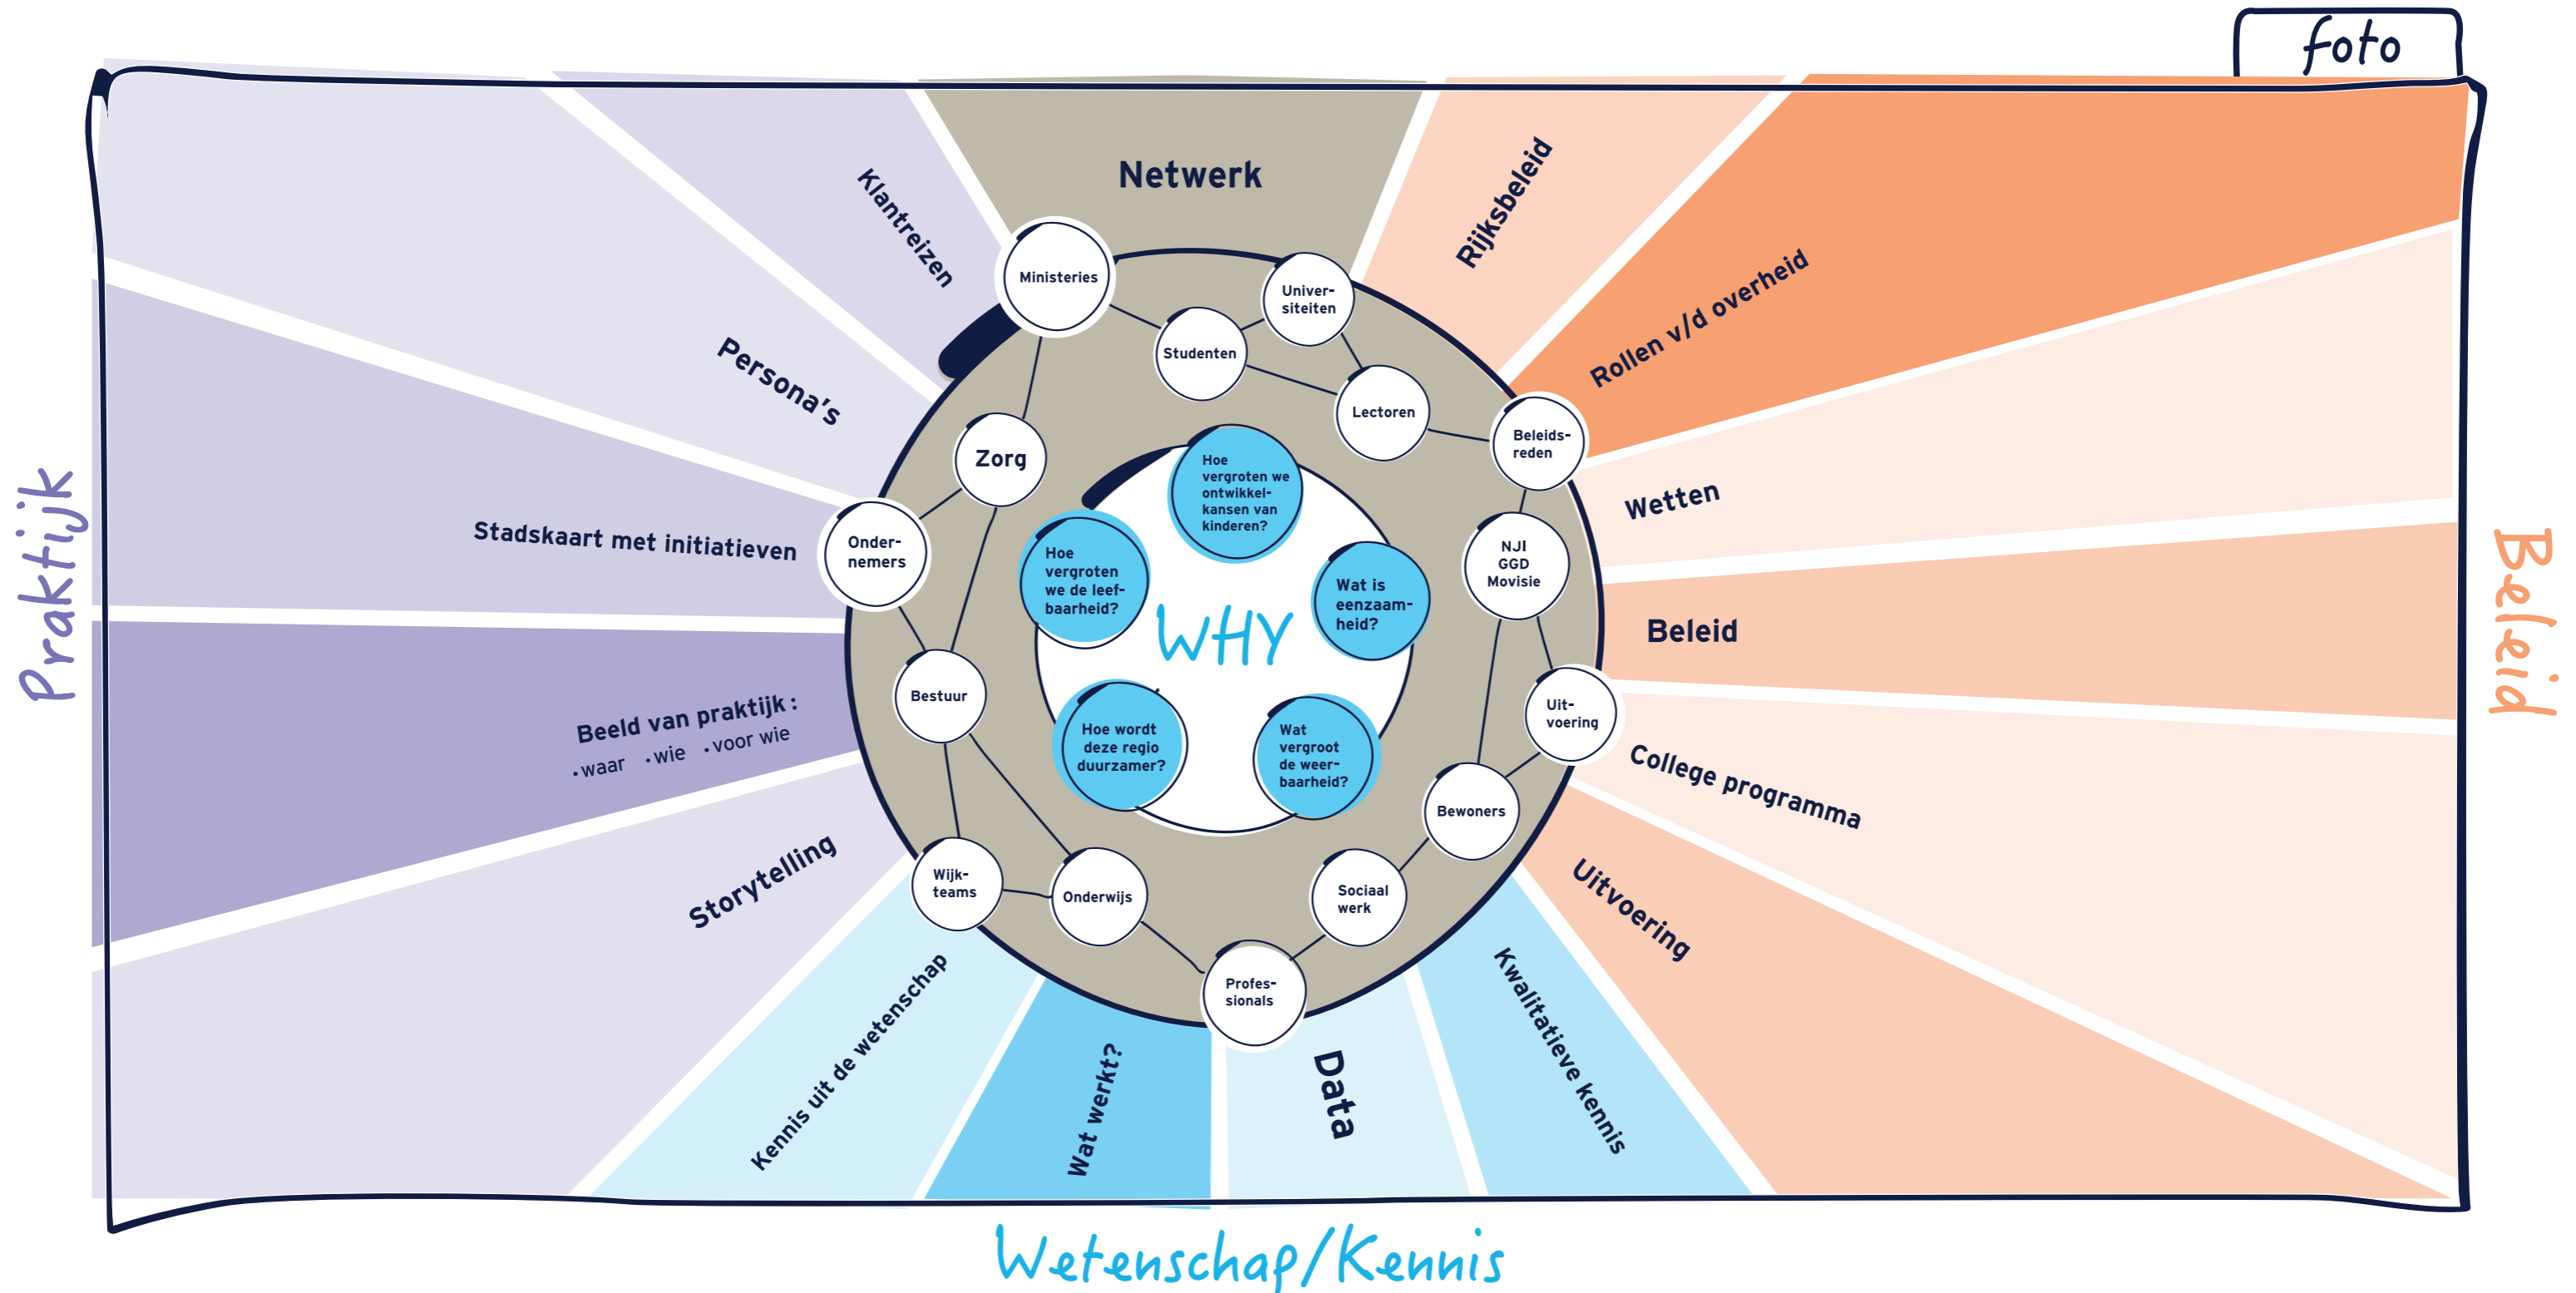 foto
Netwerk
Klantreizen
Rijksbeleid
Persona's
Rollen v/d overheid
Stadskaart met initiatieven
Wetten
Beeld van praktijk:
•waar •wie •voor wie
Beleid
Storytelling
College programma
Uitvoering
Kennis uit de wetenschap
Wat werkt?
Data
Kwalitatieve kennis
Praktijk
Beleid
Wetenschap/Kennis
Ministeries
Univer-
siteiten
Studenten
Lectoren
Beleids-
reden
Zorg
Onder-
nemers
NJI
GGD
Movisie
Bestuur
Uit-
voering
Bewoners
Wijk-
teams
Onderwijs
Sociaal
werk
Profes-
sionals
WHY
Hoe
vergroten we
ontwikkel-
kansen van
kinderen?
Hoe
vergroten
we de leef-
baarheid?
Wat is
eenzaam-
heid?
Hoe wordt
deze regio
duurzamer?
Wat
vergroot
de weer-
baarheid?